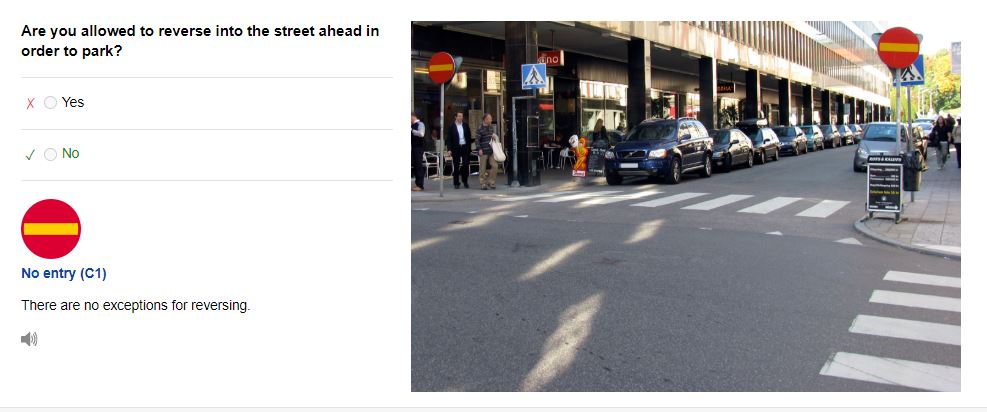 Are you allowed to reverse into the street ahead in
order to park?
Yes
No
No entry (C1)
There are no exceptions for reversing.